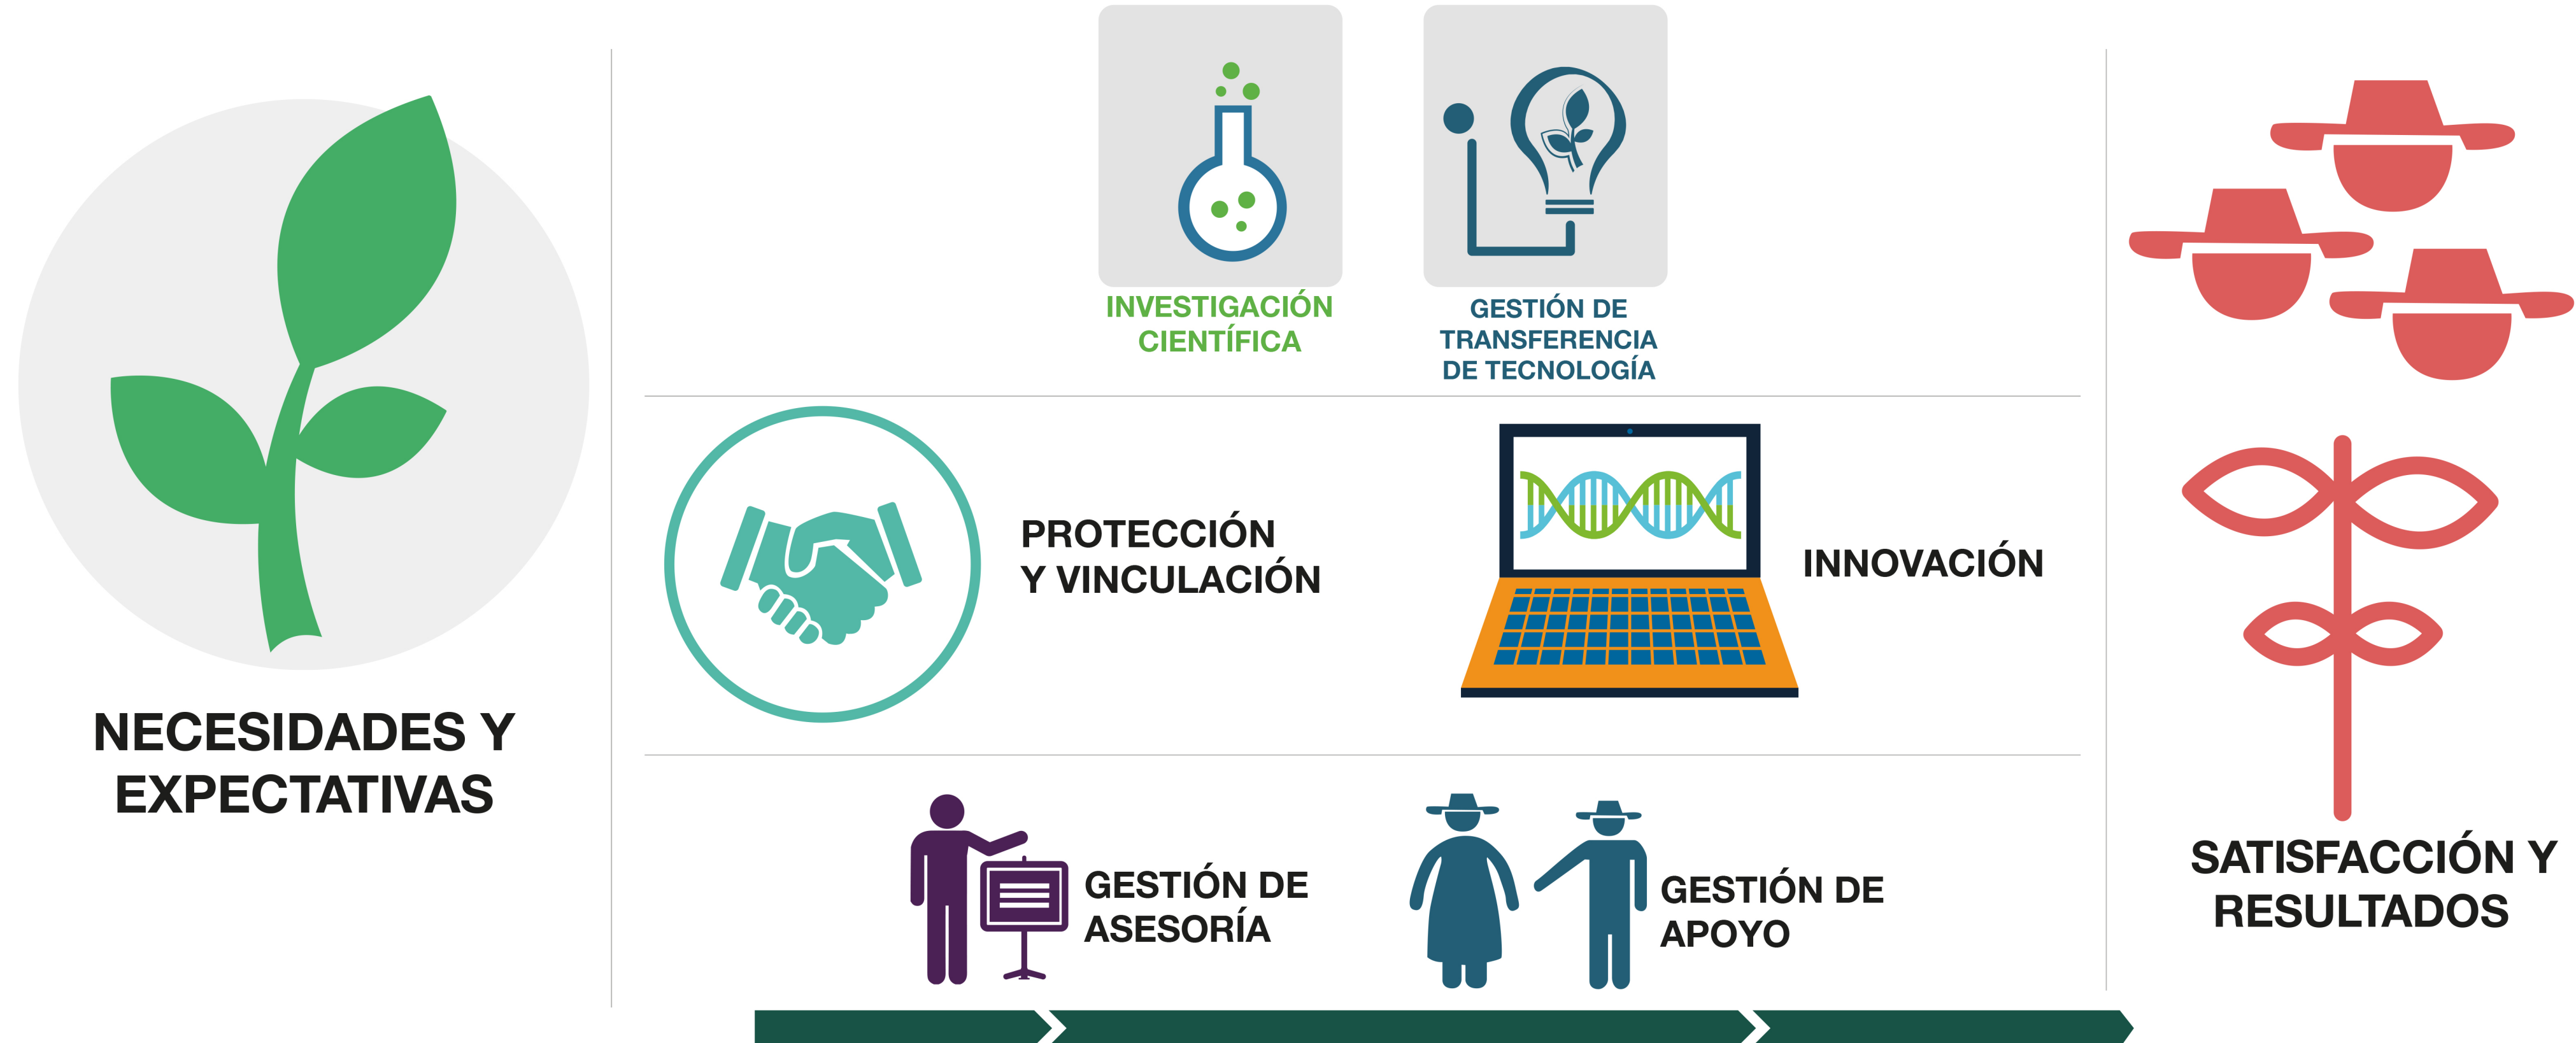 NECESIDADES Y
EXPECTATIVAS
INVESTIGACIÓN
CIENTÍFICA
GESTIÓN DE
TRANSFERENCIA
DE TECNOLOGÍA
PROTECCIÓN
Y VINCULACIÓN
INNOVACIÓN
GESTIÓN DE
ASESORÍA
GESTIÓN DE
APOYO
SATISFACCIÓN Y
RESULTADOS